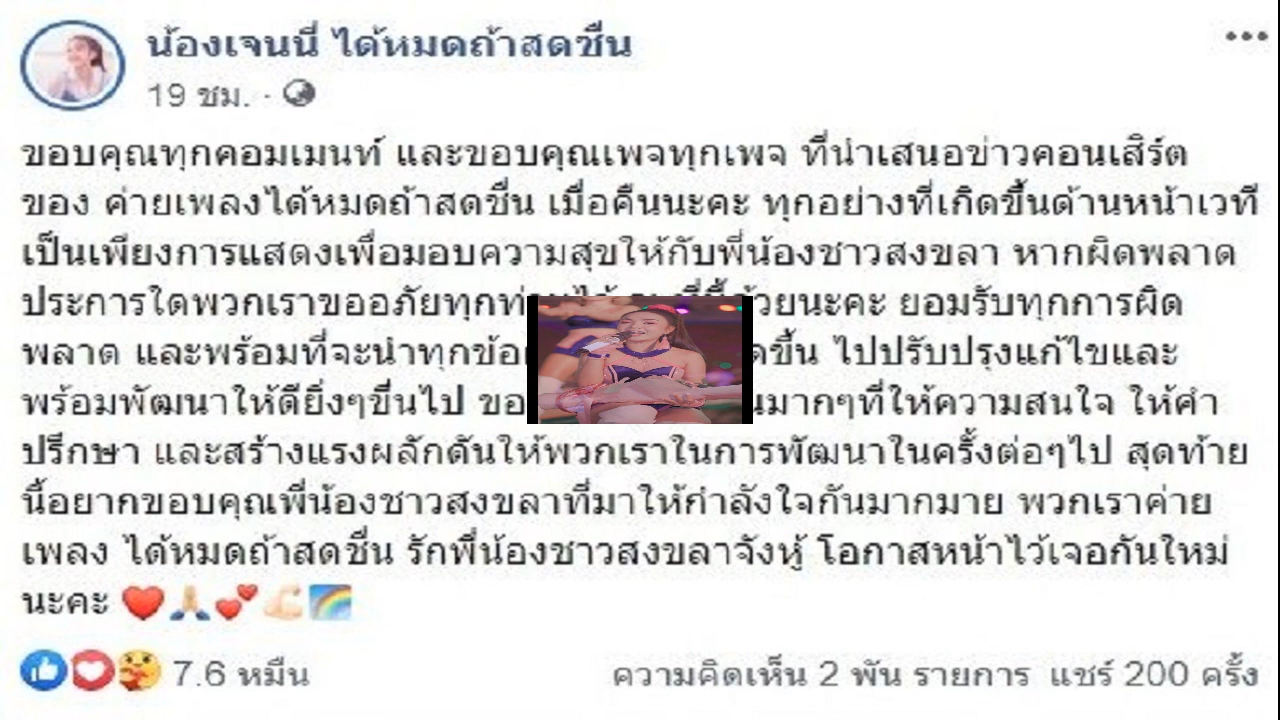 น้องเจนนี่ ได้หมดถ้าสดชื่น
19 ชม. ·
ขอบคุณทุกคอมเมนท์ และขอบคุณเพจทุกเพจ ที่นำเสนอข่าวคอนเสิร์ต
ของ ค่ายเพลงได้หมดถ้าสดชื่น เมื่อคืนนะคะ ทุกอย่างที่เกิดขึ้นด้านหน้าเวที
เป็นเพียงการแสดงเพื่อมอบความสุขให้กับพี่น้องชาวสงขลา หากผิดพลาด
ประการใดพวกเราขออภัยทุกท่าน ด้วยนะคะ ยอมรับทุกการผิด
พลาด และพร้อมที่จะนำทุกข้อ ไปปรับปรุงแก้ไขและ
พร้อมพัฒนาให้ดียิ่งๆขึ้นไป มากๆที่ให้ความสนใจ ให้คำ
ปรึกษา และสร้างแรงผลักดันให้พวกเราในการพัฒนาในครั้งต่อๆไป สุดท้าย
นี้อยากขอบคุณพี่น้องชาวสงขลาที่มาให้กำลังใจกันมากมาย พวกเราค่าย
เพลง ได้หมดถ้าสดชื่น รักพี่น้องชาวสงขลาจังหู้ โอกาสหน้าไว้เจอกันใหม่
นะคะ ❤️🙏🏻💕💪🏻🌈
7.6 หมื่น ความคิดเห็น 2 พัน รายการ แชร์ 200 ครั้ง